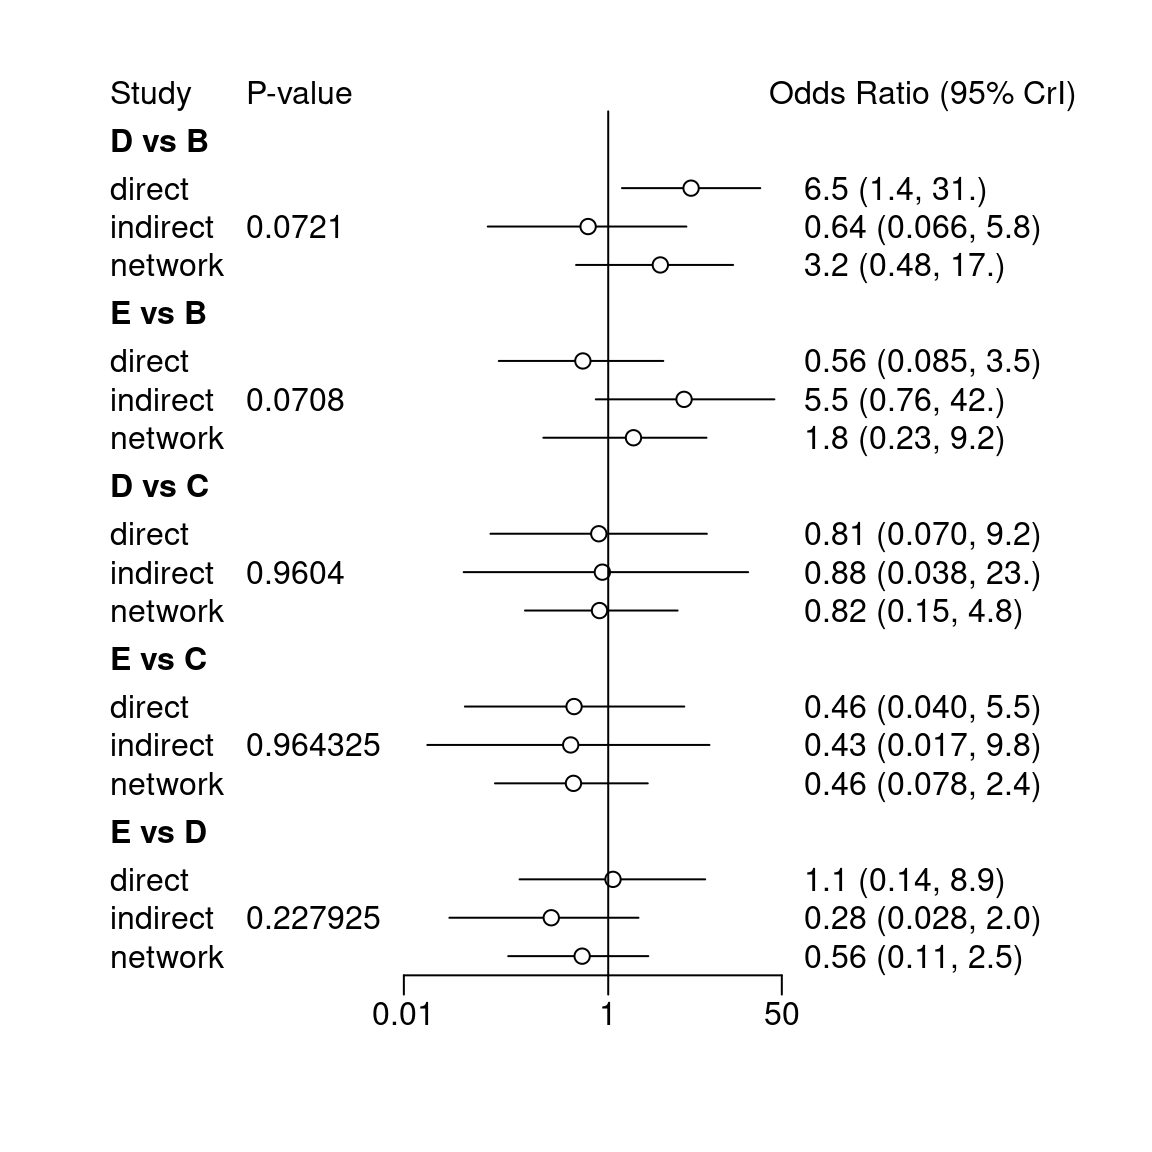 Study P-value Odds Ratio (95% CrI)
D vs B
direct 6.5 (1.4, 31.)
indirect 0.0721 0.64 (0.066, 5.8)
network 3.2 (0.48, 17.)
E vs B
direct 0.56 (0.085, 3.5)
indirect 0.0708 5.5 (0.76, 42.)
network 1.8 (0.23, 9.2)
D vs C
direct 0.81 (0.070, 9.2)
indirect 0.9604 0.88 (0.038, 23.)
network 0.82 (0.15, 4.8)
E vs C
direct 0.46 (0.040, 5.5)
indirect 0.964325 0.43 (0.017, 9.8)
network 0.46 (0.078, 2.4)
E vs D
direct 1.1 (0.14, 8.9)
indirect 0.227925 0.28 (0.028, 2.0)
network 0.56 (0.11, 2.5)
0.01 1 50